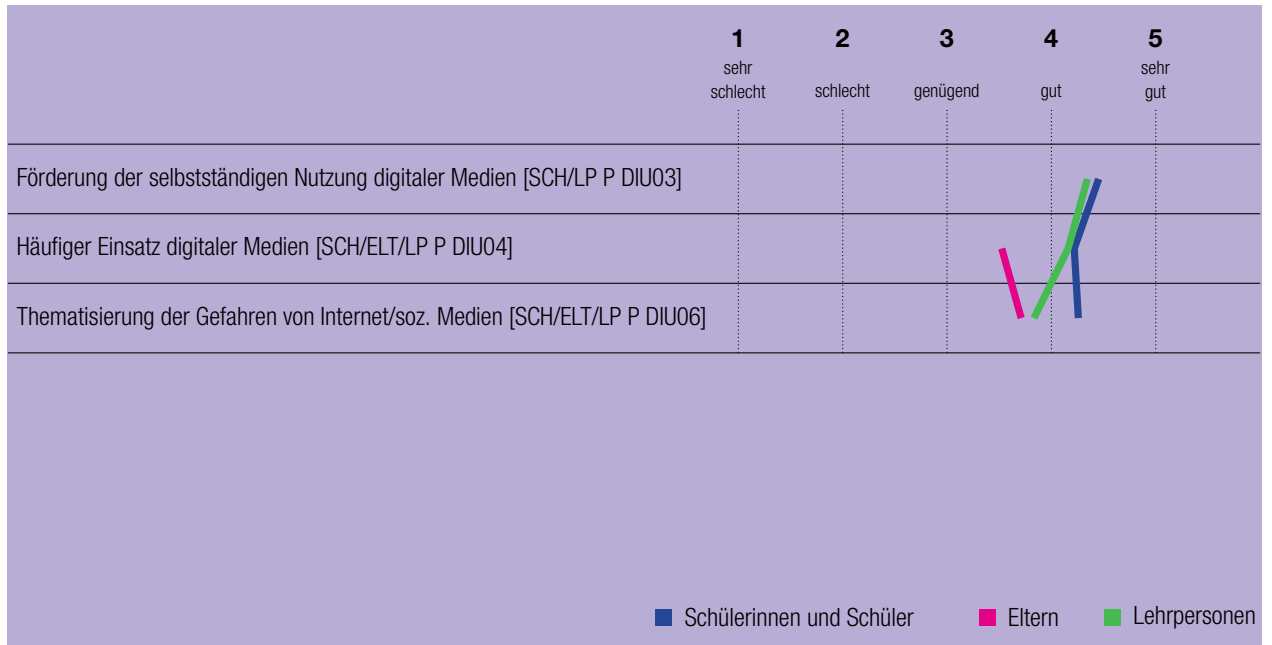 1 2 3 4 5
sehr schlecht schlecht genügend gut sehr gut
Förderung der selbstständigen Nutzung digitaler Medien [SCH/LP P DIU03]
Häufiger Einsatz digitaler Medien [SCH/ELT/LP P DIU04]
Thematisierung der Gefahren von Internet/soz. Medien [SCH/ELT/LP P DIU06]
Schülerinnen und Schüler Eltern Lehrpersonen